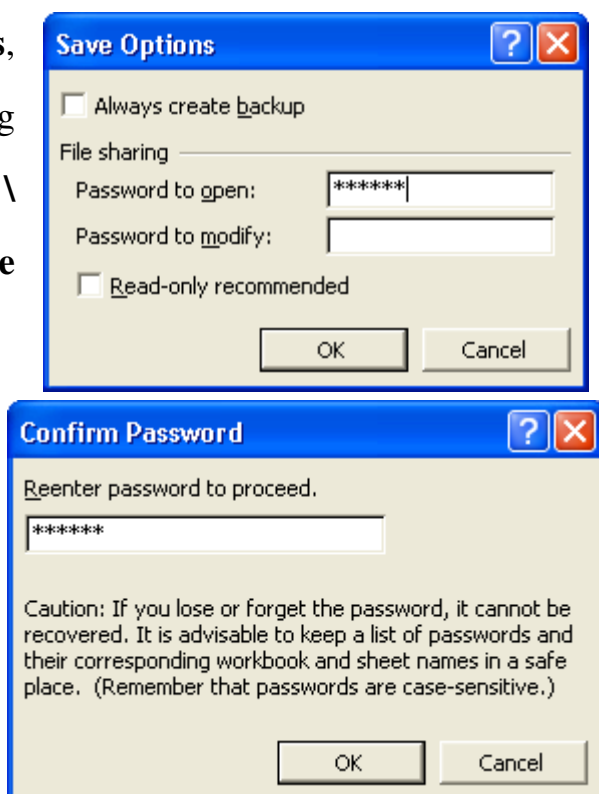 s,
g
\
e
Save Options
Always create backup
File sharing
Password to open:
******
Password to modify:
Read-only recommended
OK Cancel
Confirm Password
Reenter password to proceed.
******
Caution: If you lose or forget the password, it cannot be
recovered. It is advisable to keep a list of passwords and
their corresponding workbook and sheet names in a safe
place. (Remember that passwords are case-sensitive.)
OK Cancel